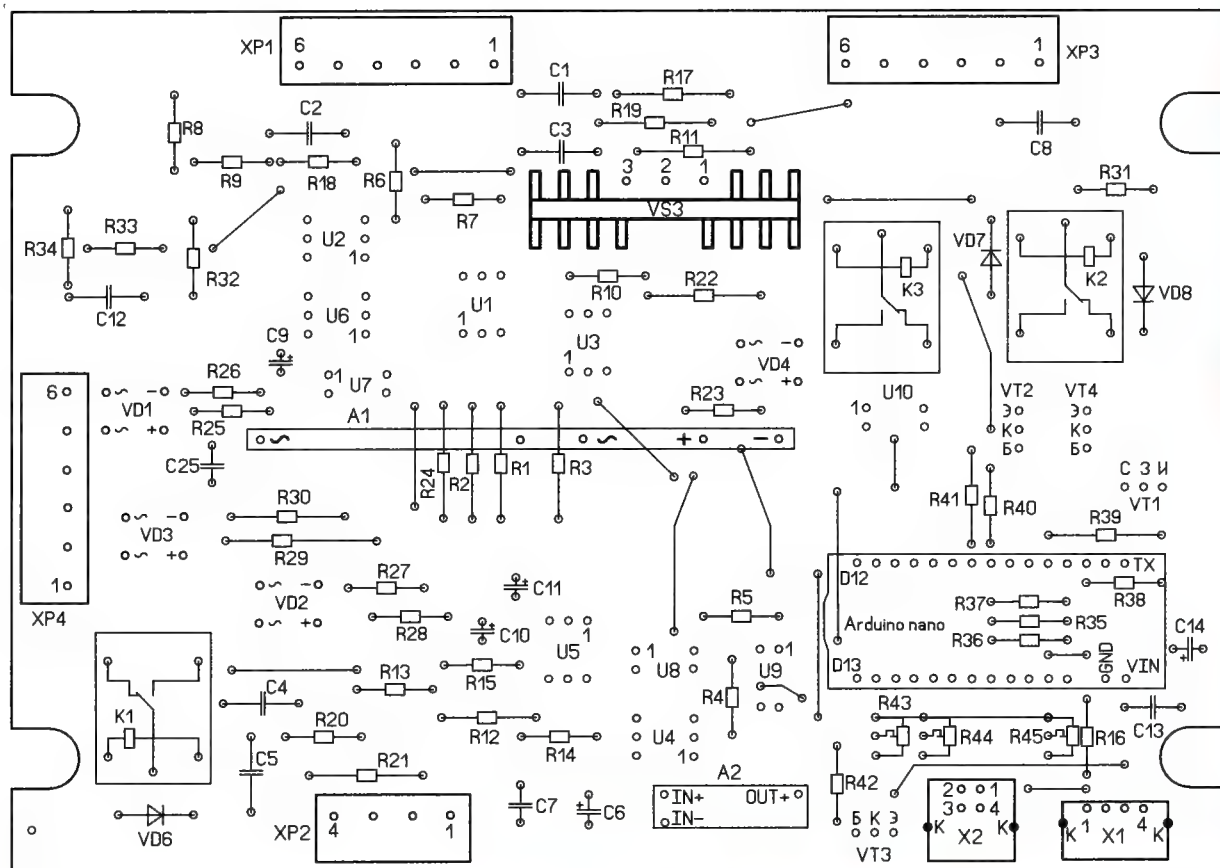 XP1 6 1
6 1 XP3
C1 R17
R19
C2 C3 R11 C8
R8
R9 R18 R6 3 2 1 R31
R7 VS3
R34 R33 R32 U2 1
VD7 K3 K2 VD8
C12 U6 1 U1 1 R10 R22
C9 U3 1
~ - VD4 ~ +
R26 U7 1
6 ~ - VD1 ~ + R25 A1 R23 U10 1 VT2 VT4
Э К Б Э К Б
~ ~ + -
C25 R24 R2 R1 R3
R41 R40 С З И VT1
R30
~ - VD3 ~ + R29 R39
1 XP4
~ - VD2 ~ + R27 C11
D12 TX
R38
R37
R28 C10 R5 Arduino nano R35
R36
U5 1 1 U8 U9 1 D13 GND VIN C14
R13 R15
C4 R4
K1 R12 R43
R20 R14 U4 1 R44 R45 R16 C13
C5 R21 A2 R42
VD6 XP2 4 1 C7 C6
IN+ OUT+
IN-
Б К Э VT3
2 1
3 4
K X2 K
K 1 4 K
X1